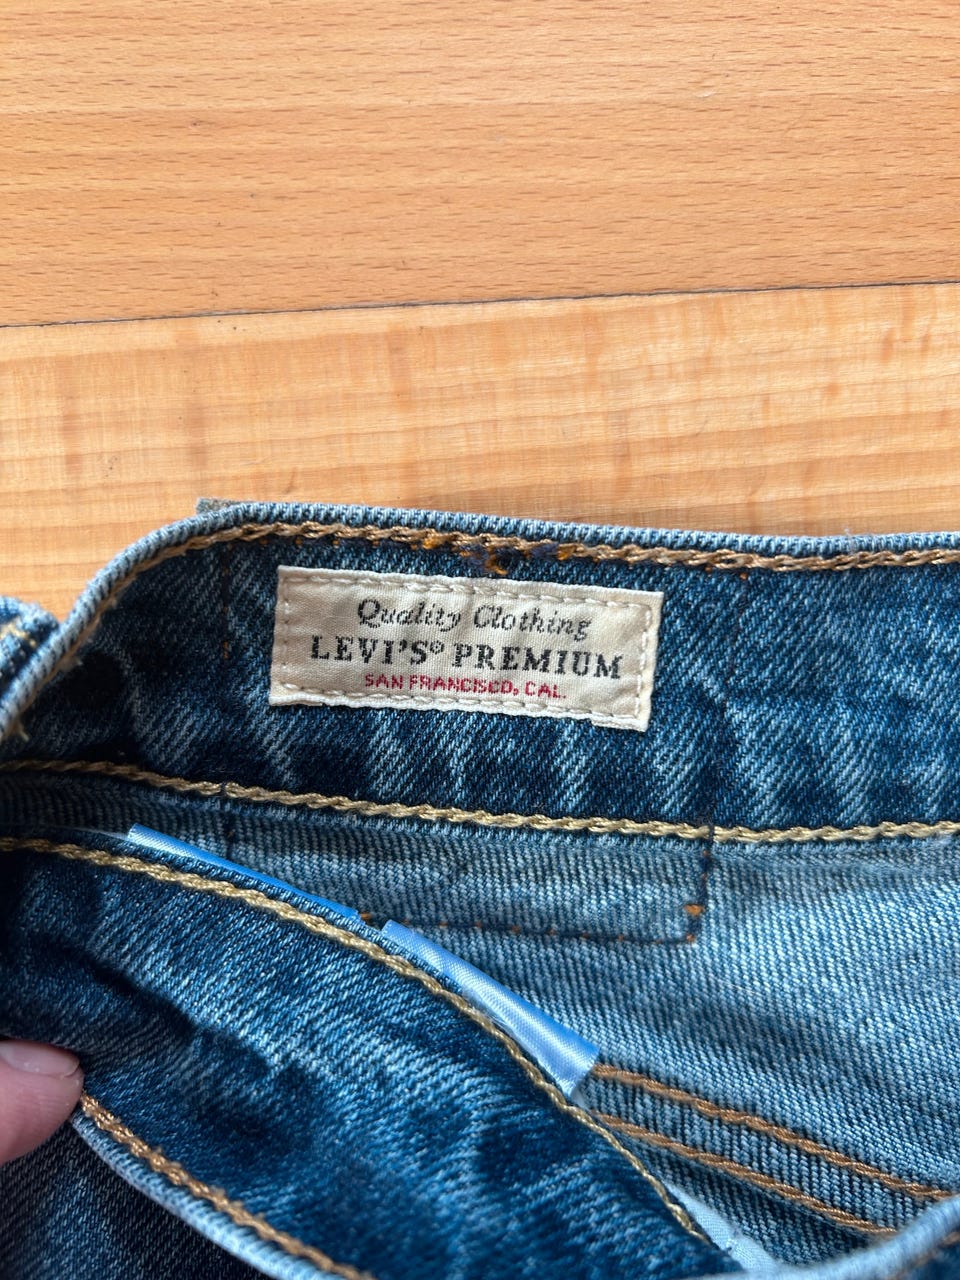 Quality Clothing
LEVI'S® PREMIUM
SAN FRANCISCO, CAL.